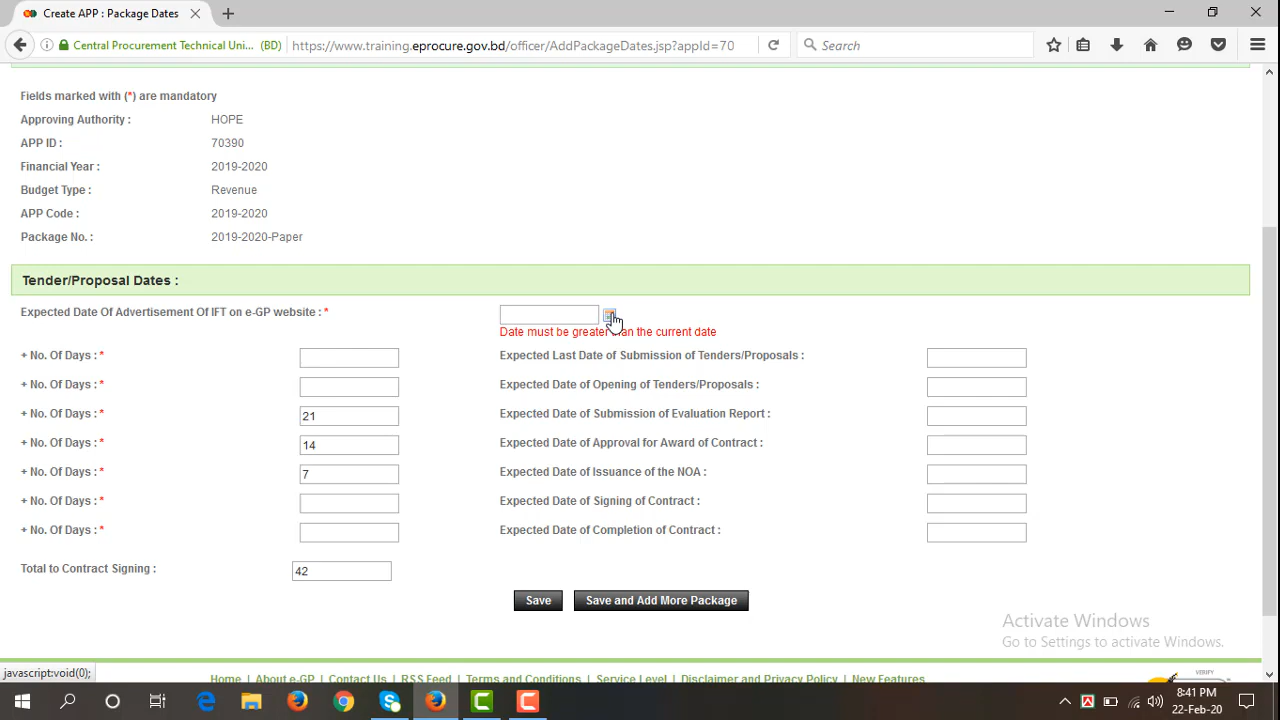 Create APP : Package Dates
Central Procurement Technical Uni... (BD)
https://www.training.eprocure.gov.bd/officer/AddPackageDates.jsp?appId=70
Search
Fields marked with (*) are mandatory
Approving Authority : HOPE
APP ID : 70390
Financial Year : 2019-2020
Budget Type : Revenue
APP Code : 2019-2020
Package No. : 2019-2020-Paper
Tender/Proposal Dates :
Expected Date Of Advertisement Of IFT on e-GP website : *
Date must be greater than the current date
+ No. Of Days : * Expected Last Date of Submission of Tenders/Proposals :
+ No. Of Days : * Expected Date of Opening of Tenders/Proposals :
+ No. Of Days : * 21 Expected Date of Submission of Evaluation Report :
+ No. Of Days : * 14 Expected Date of Approval for Award of Contract :
+ No. Of Days : * 7 Expected Date of Issuance of the NOA :
+ No. Of Days : * Expected Date of Signing of Contract :
+ No. Of Days : * Expected Date of Completion of Contract :
Total to Contract Signing : 42
Save Save and Add More Package
Activate Windows
Go to Settings to activate Windows.
javascript:void(0);
Home | About e-GP | Contact Us | RSS Feed | Terms and Conditions | Service Level | Disclaimer and Privacy Policy | New Features
VERIFY
8:41 PM
22-Feb-20